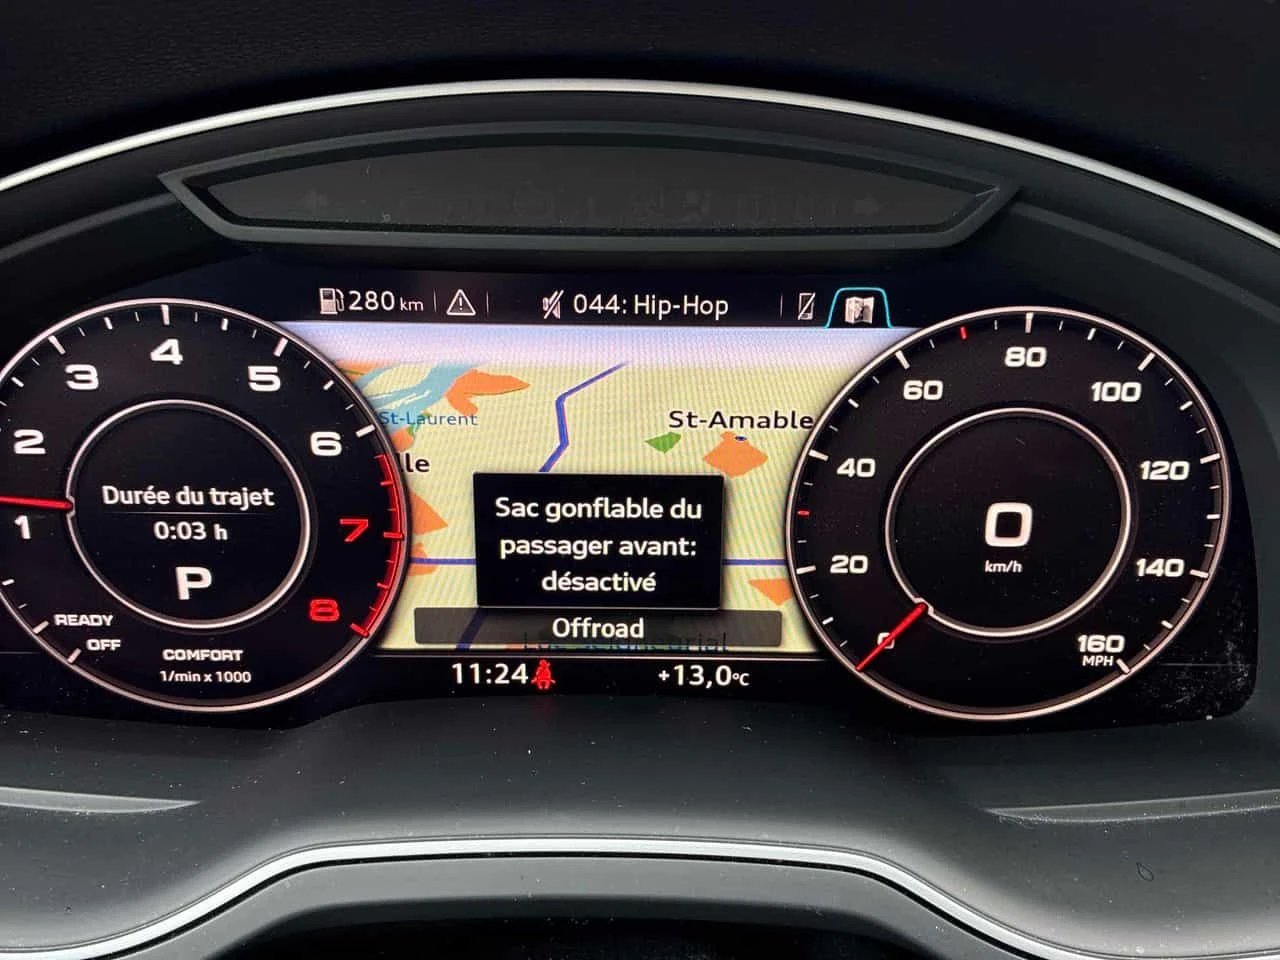 280 km
044: Hip-Hop
1
2
3
4
5
6
7
8
Durée du trajet
0:03 h
P
READY
OFF
COMFORT
1/min x 1000
St-Laurent
St-Amable
le
Sac gonflable du
passager avant:
désactivé
Offroad
11:24
+13,0°C
20
40
60
80
100
120
140
160
MPH
0
km/h